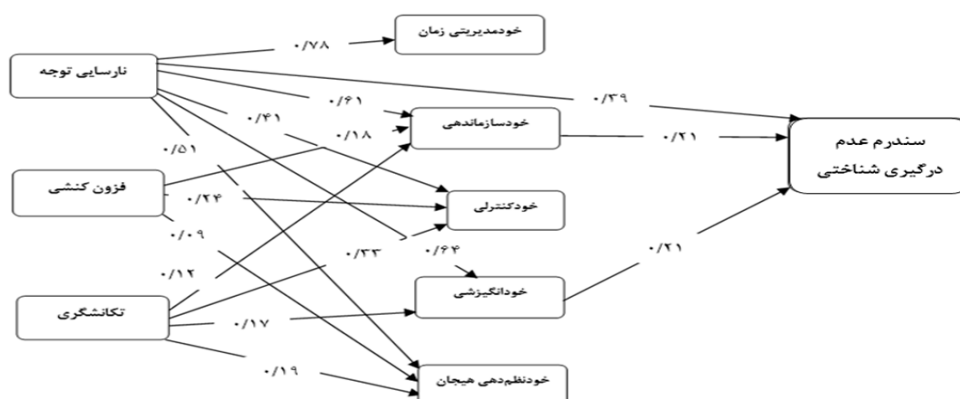 خودمدیریتی زمان
۰/۷۸
نارسایی توجه
۰/۳۹
۰/۶۱
۰/۴۱
خودسازماندهی
۰/۱۸
۰/۲۱
سندرم عدم
درگیری شناختی
۰/۵۱
فزون کنشی
۰/۲۴
خودکنترلی
۰/۰۹
۰/۳۳
۰/۶۴
۰/۲۱
۰/۱۲
خودانگیزشی
تکانشگری
۰/۱۷
۰/۱۹
خودنظم‌دهی هیجان